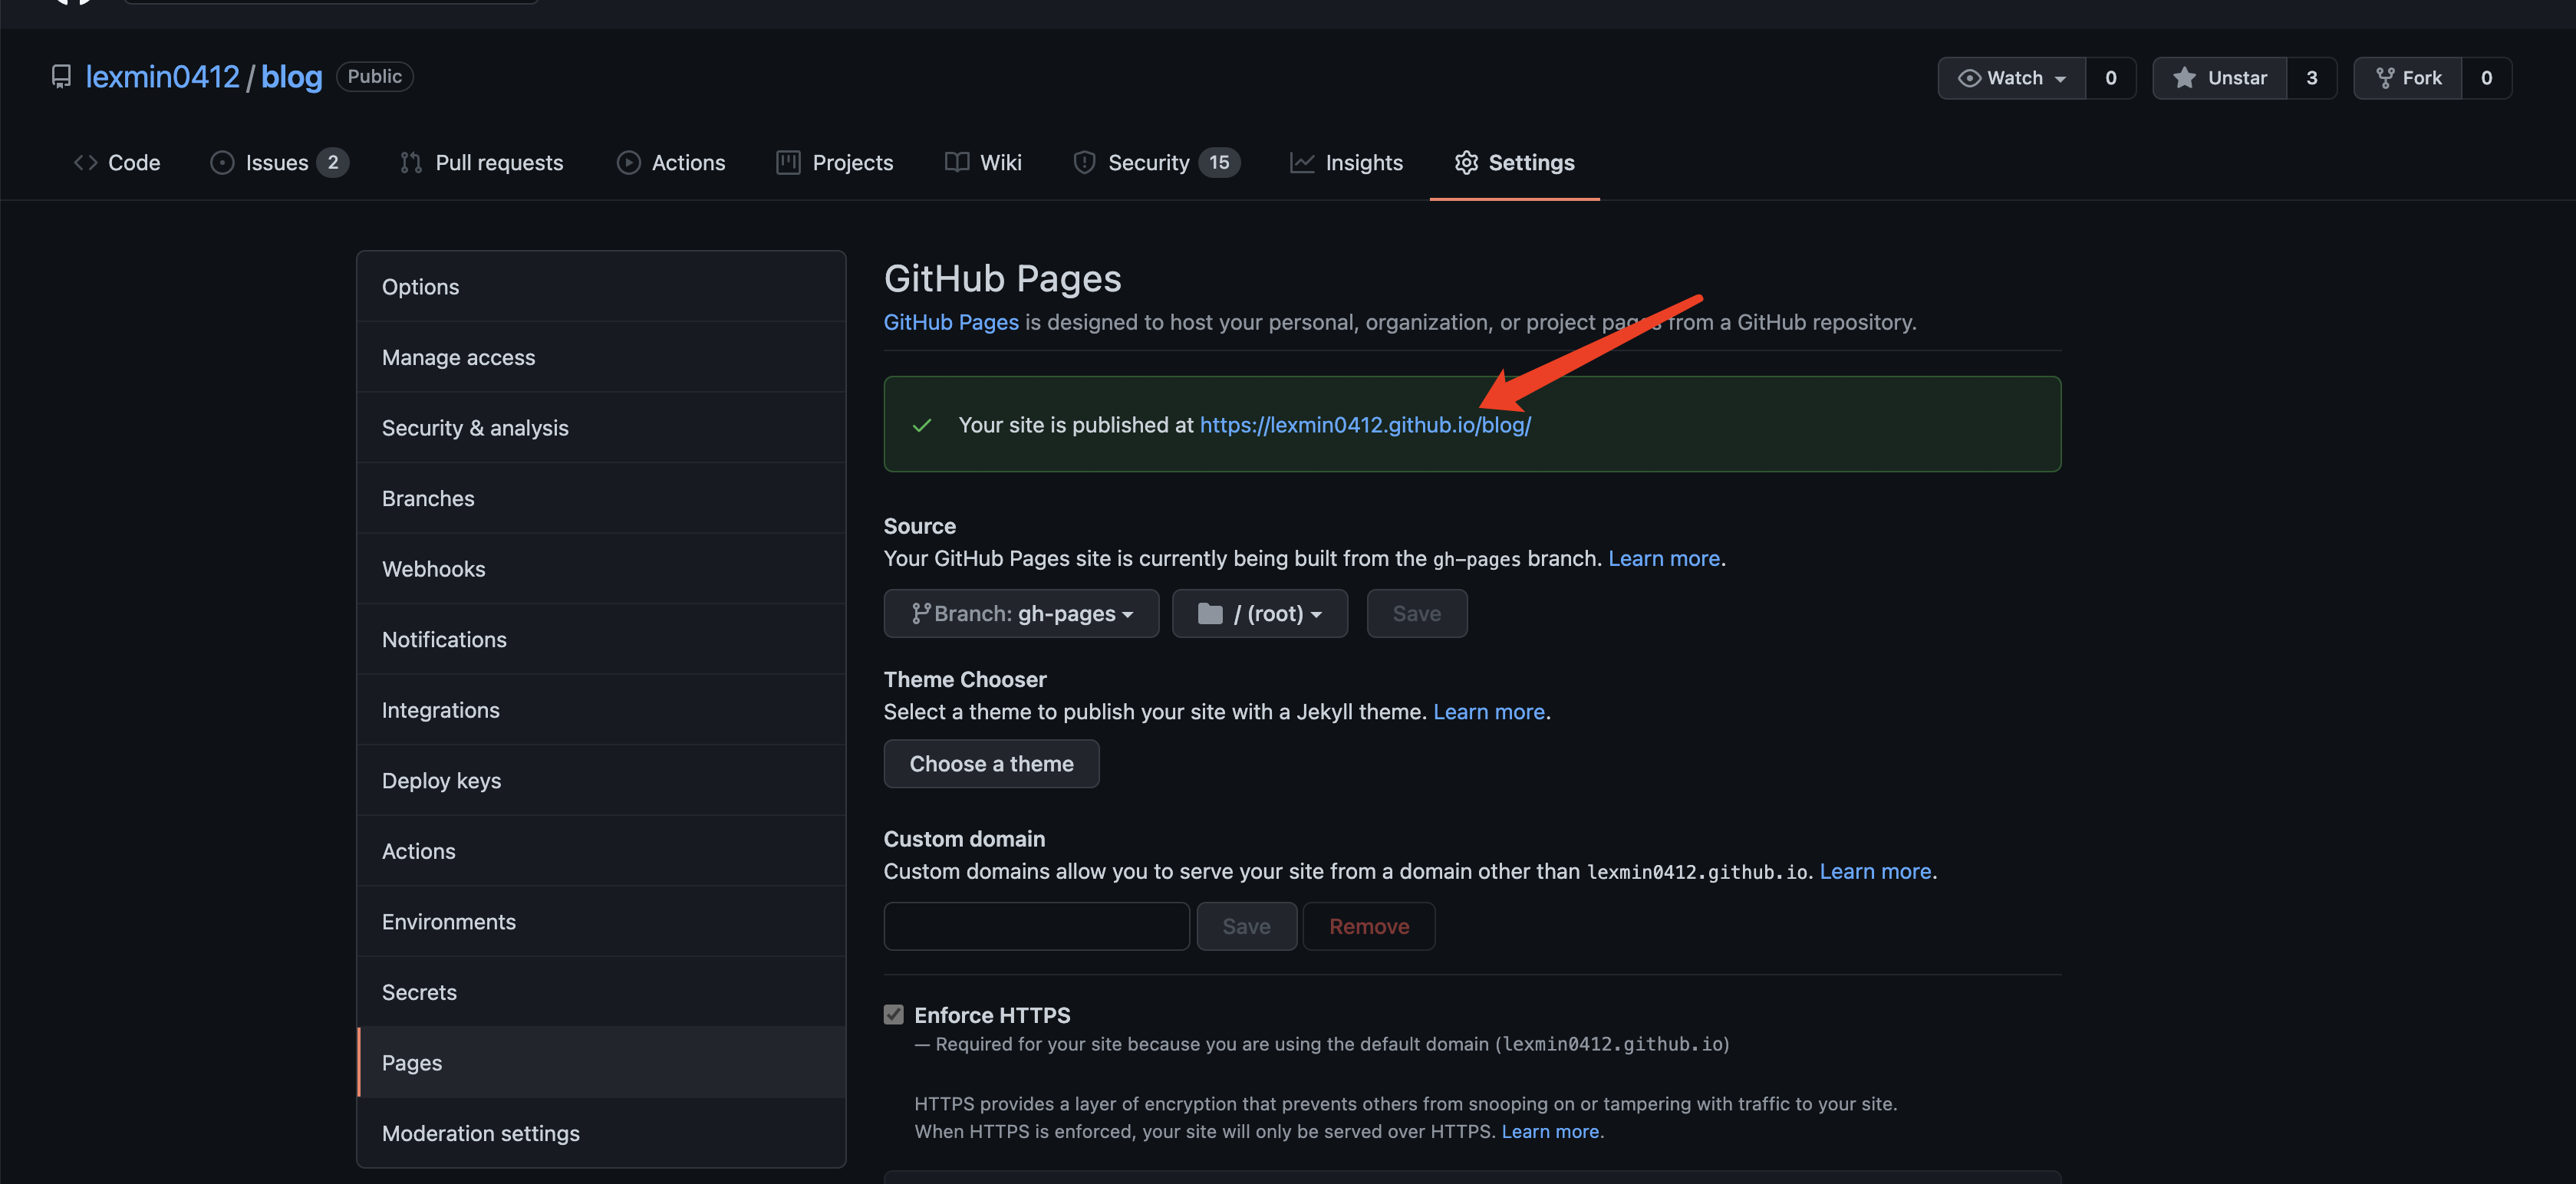 lexmin0412 / blog Public
Watch 0 Unstar 3 Fork 0
Code Issues 2 Pull requests Actions Projects Wiki Security 15 Insights Settings
Options
Manage access
Security & analysis
Branches
Webhooks
Notifications
Integrations
Deploy keys
Actions
Environments
Secrets
Pages
Moderation settings
GitHub Pages
GitHub Pages is designed to host your personal, organization, or project pages from a GitHub repository.
Your site is published at https://lexmin0412.github.io/blog/
Source
Your GitHub Pages site is currently being built from the gh-pages branch. Learn more.
Branch: gh-pages / (root) Save
Theme Chooser
Select a theme to publish your site with a Jekyll theme. Learn more.
Choose a theme
Custom domain
Custom domains allow you to serve your site from a domain other than lexmin0412.github.io. Learn more.
Save Remove
Enforce HTTPS
— Required for your site because you are using the default domain (lexmin0412.github.io)
HTTPS provides a layer of encryption that prevents others from snooping on or tampering with traffic to your site.
When HTTPS is enforced, your site will only be served over HTTPS. Learn more.